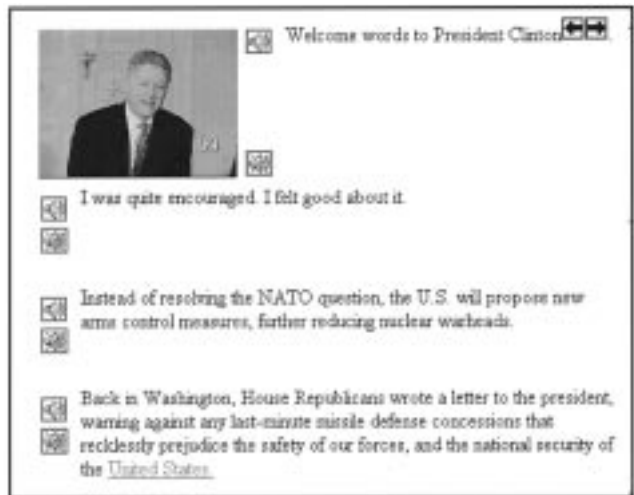 Welcome words to President Clinton
I was quite encouraged. I felt good about it.
Instead of resolving the NATO question, the U.S. will propose new
arms control measures, further reducing nuclear warheads.
Back in Washington, House Republicans wrote a letter to the president,
warning against any last-minute missile defense concessions that
recklessly prejudice the safety of our forces, and the national security of
the United States.